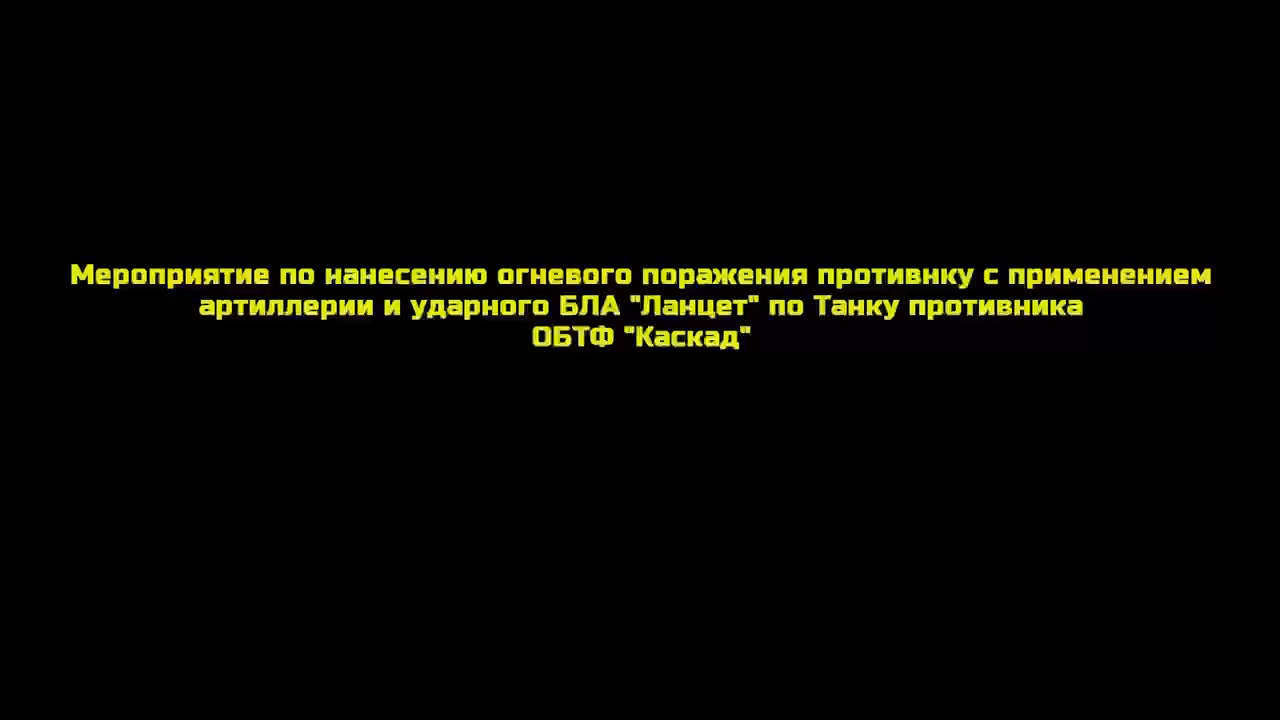 Мероприятие по нанесению огневого поражения противнку с применением
артиллерии и ударного БЛА "Ланцет" по Танку противника
ОБТФ "Каскад"